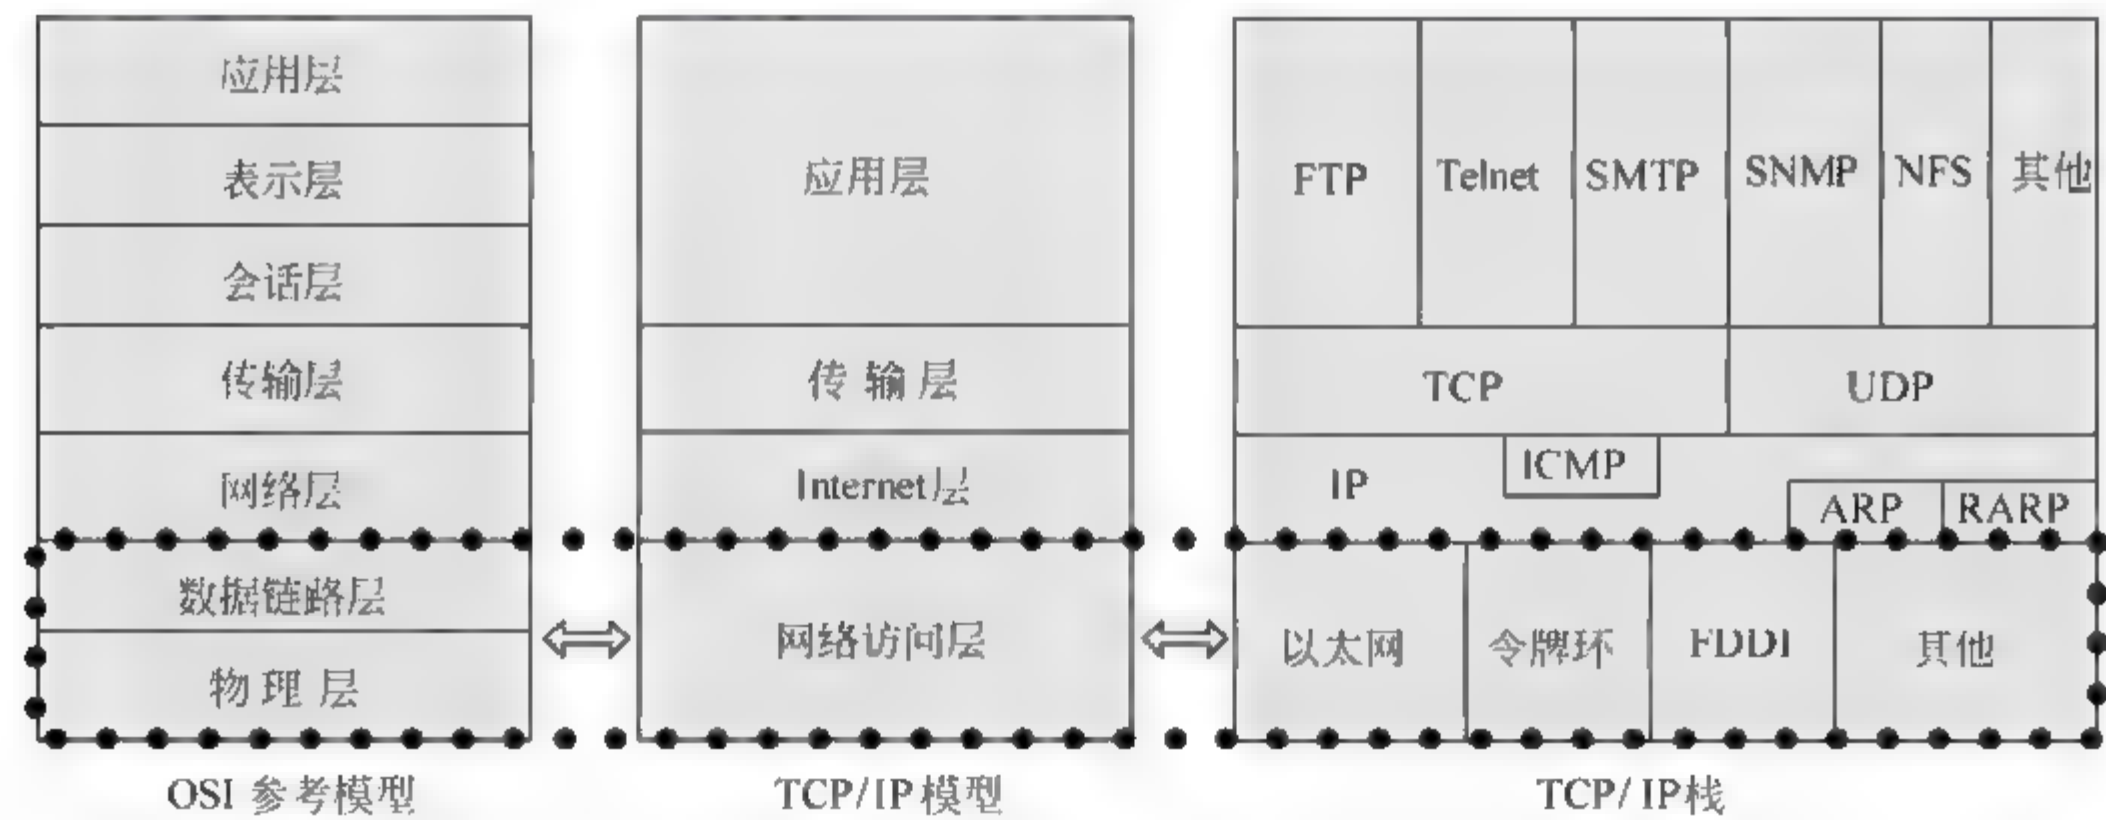 应用层
表示层
会话层
传输层
网络层
数据链路层
物理层
OSI 参考模型
应用层
传输层
Internet层
网络访问层
TCP/IP模型
FTP Telnet SMTP SNMP NFS 其他
TCP UDP
IP ICMP ARP RARP
以太网 令牌环 FDDI 其他
TCP/IP栈